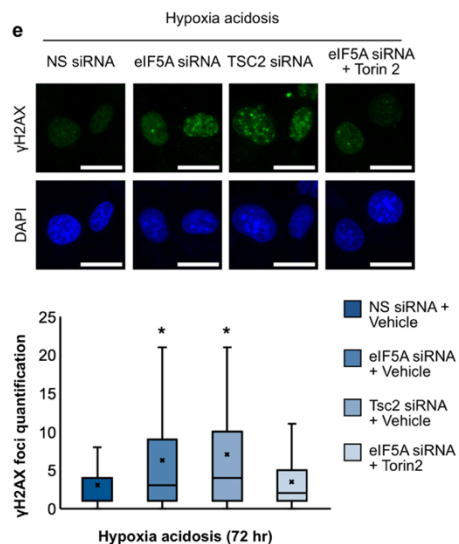 e
Hypoxia acidosis
NS siRNA eIF5A siRNA TSC2 siRNA eIF5A siRNA
+ Torin 2
γH2AX
DAPI
γH2AX foci quantification
25
20
15
10
5
0
* *
Hypoxia acidosis (72 hr)
NS siRNA +
Vehicle
eIF5A siRNA
+ Vehicle
Tsc2 siRNA
+ Vehicle
eIF5A siRNA
+ Torin2